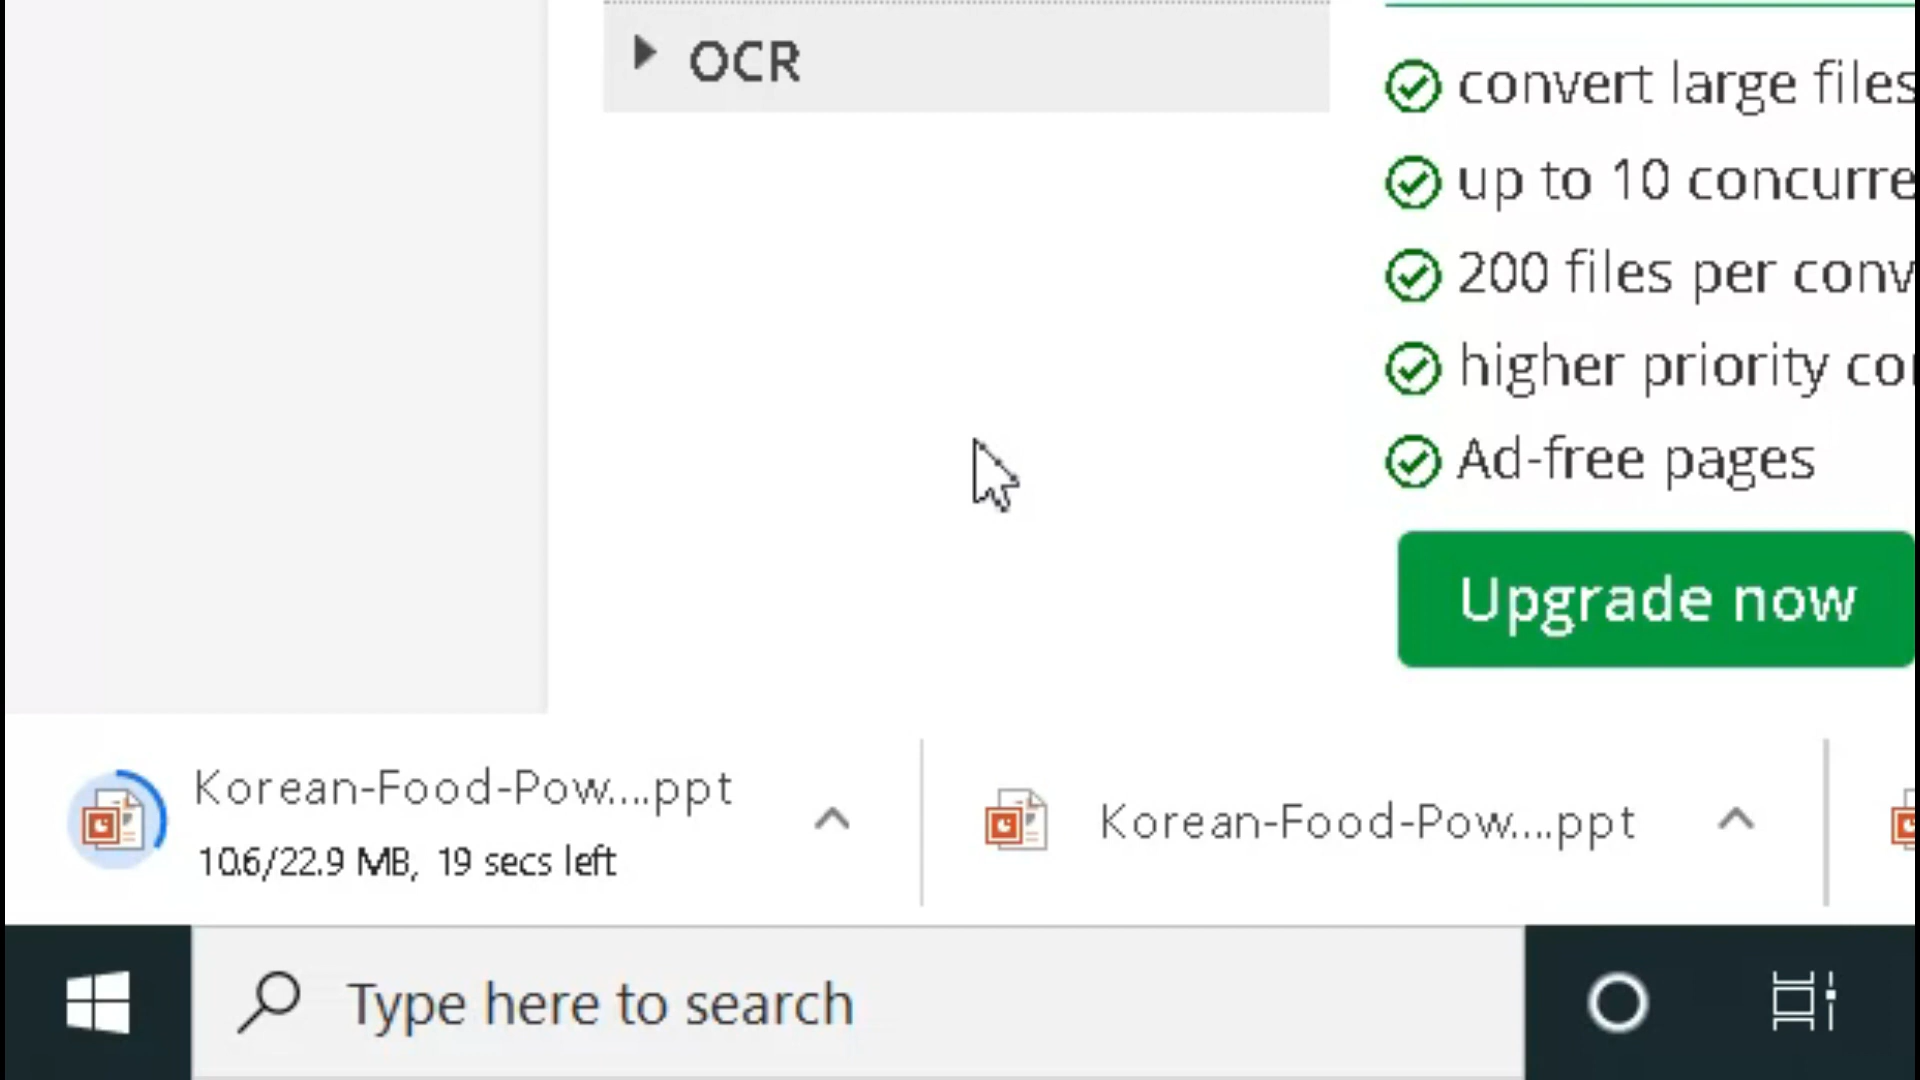 OCR
convert large files
up to 10 concurre
200 files per conv
higher priority co
Ad-free pages
Upgrade now
Korean-Food-Pow....ppt
10.6/22.9 MB, 19 secs left
Korean-Food-Pow....ppt
Type here to search